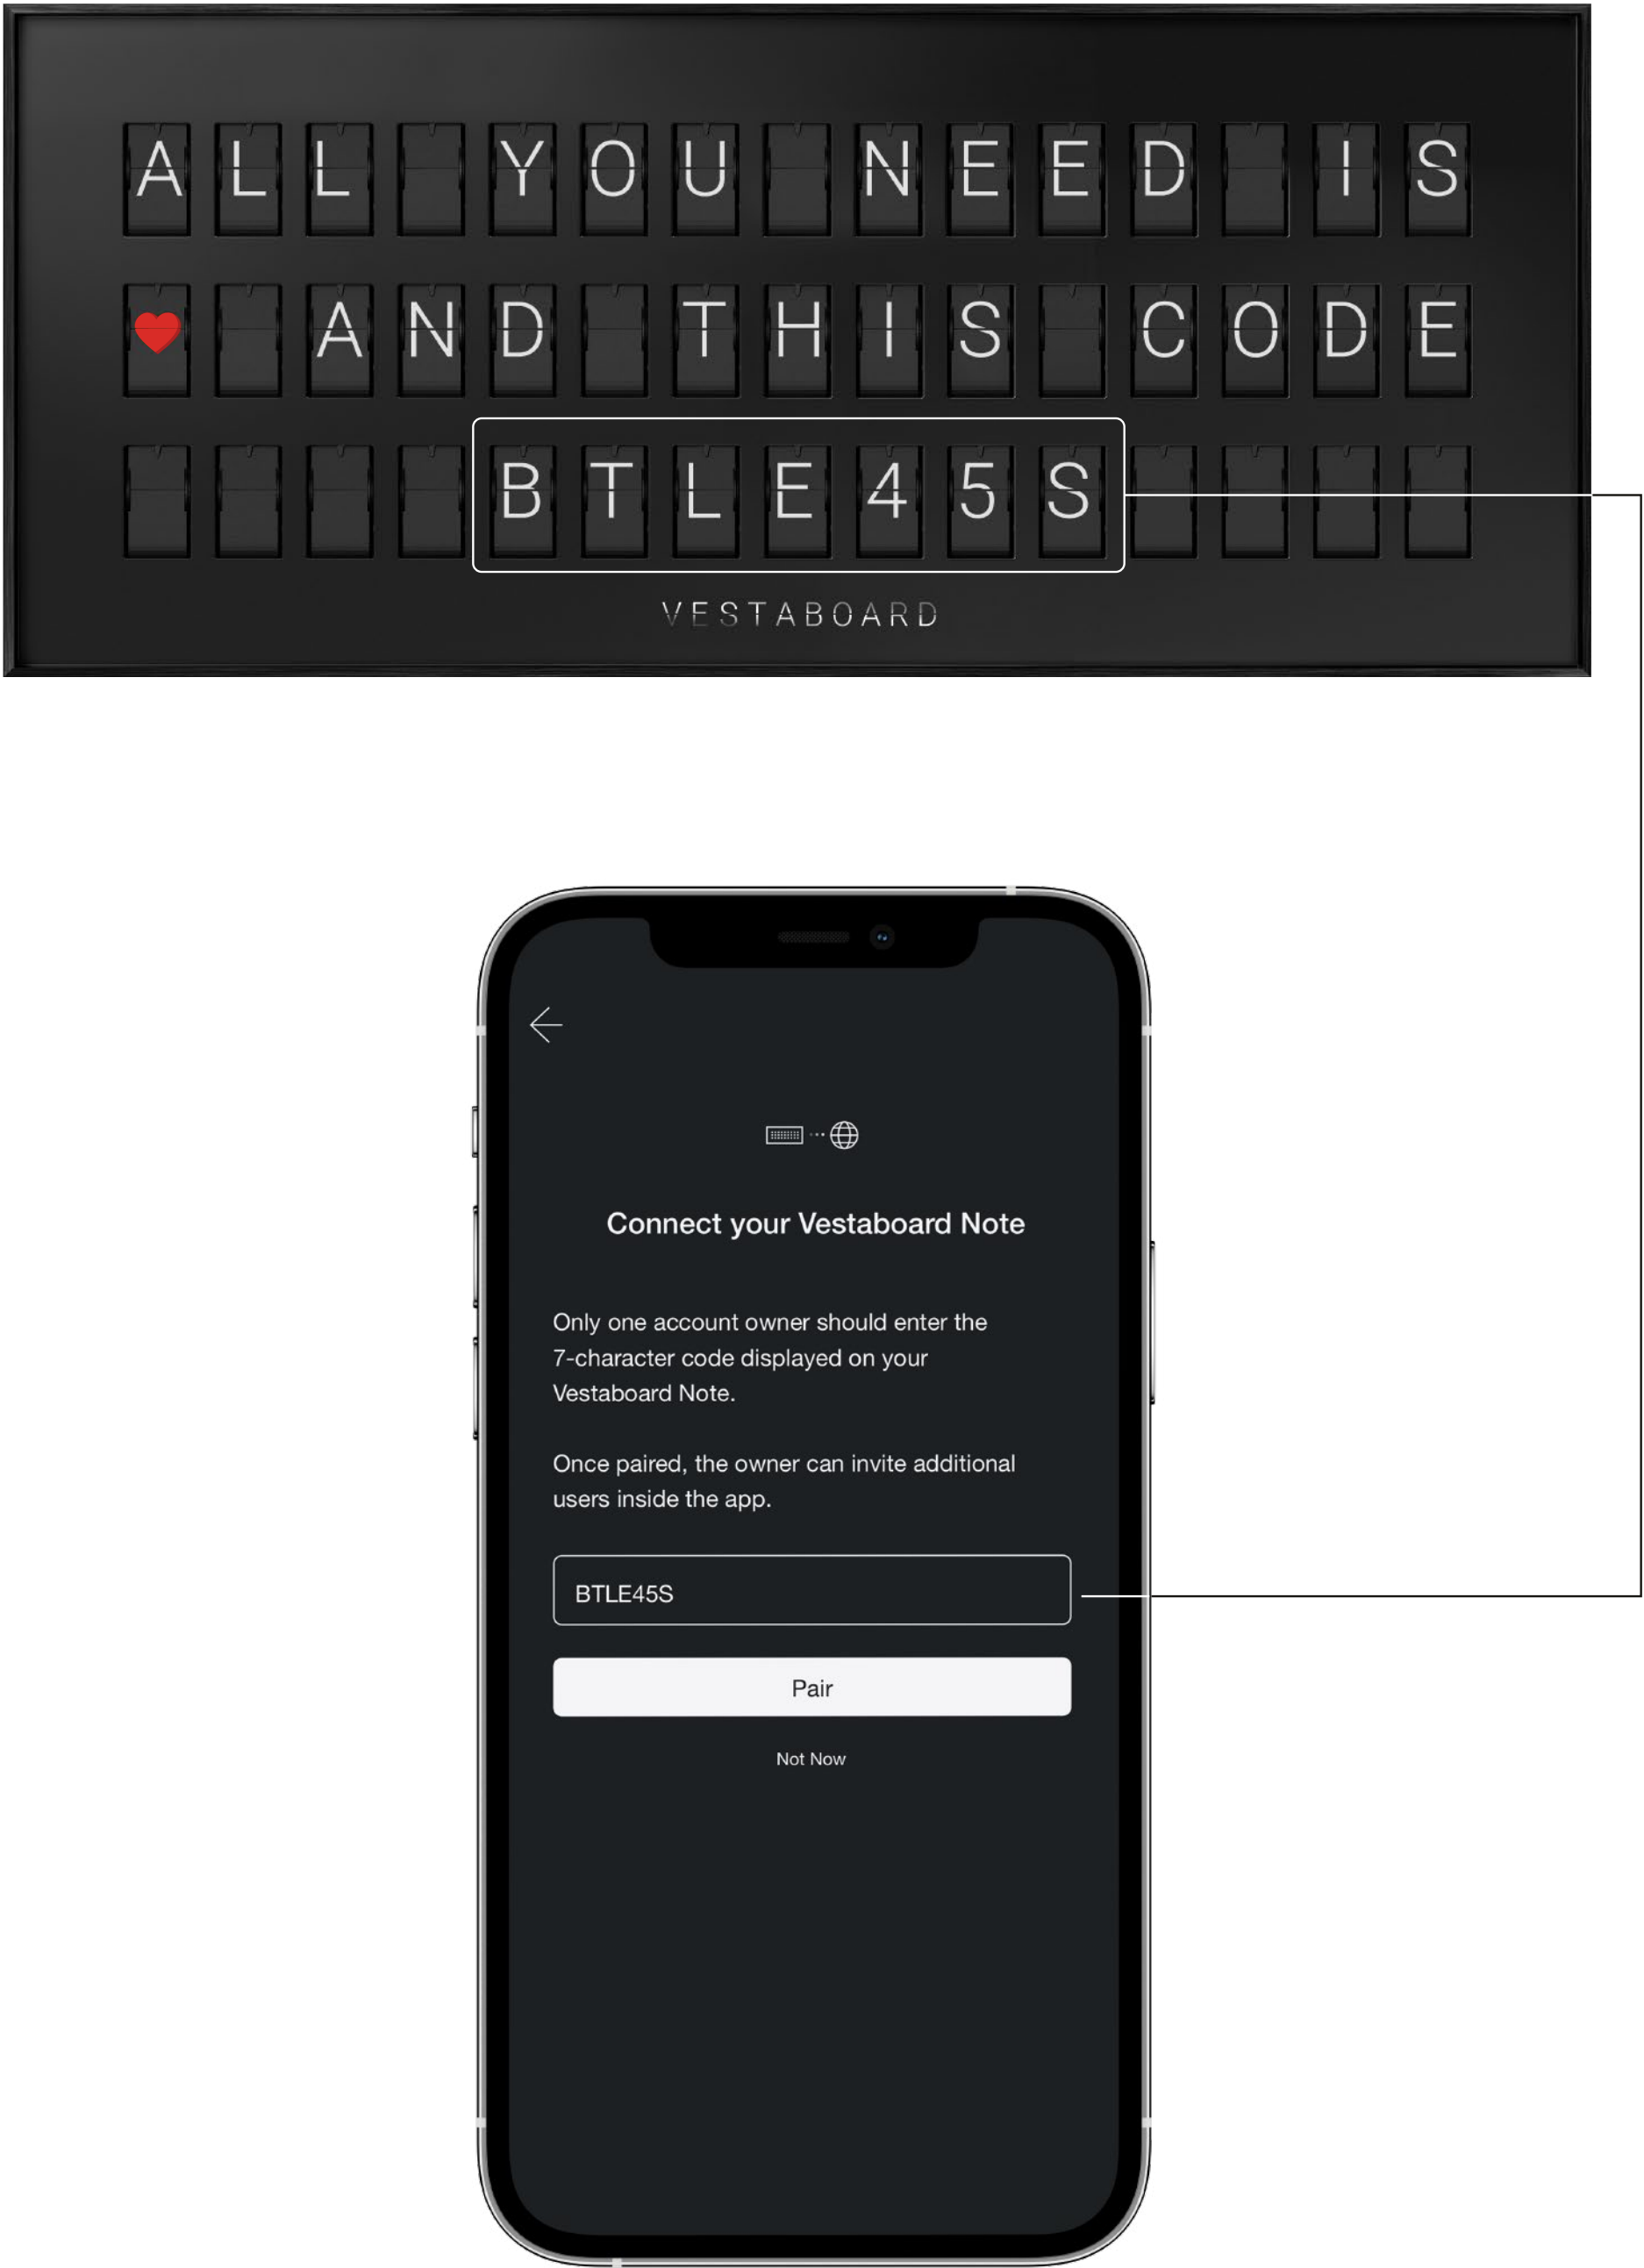 ALL YOU NEED IS
❤ AND THIS CODE
BTLE45S
VESTABOARD
Connect your Vestaboard Note
Only one account owner should enter the
7-character code displayed on your
Vestaboard Note.
Once paired, the owner can invite additional
users inside the app.
BTLE45S
Pair
Not Now